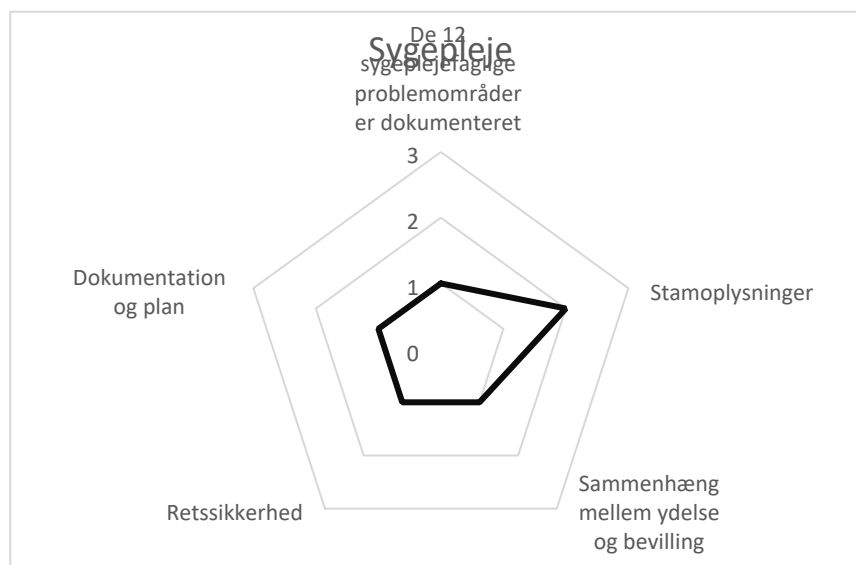 Sygepleje
De 12
sygeplejefaglige
problemområder
er dokumenteret
3
2
1
0
Stamoplysninger
Sammenhæng
mellem ydelse
og bevilling
Retssikkerhed
Dokumentation
og plan